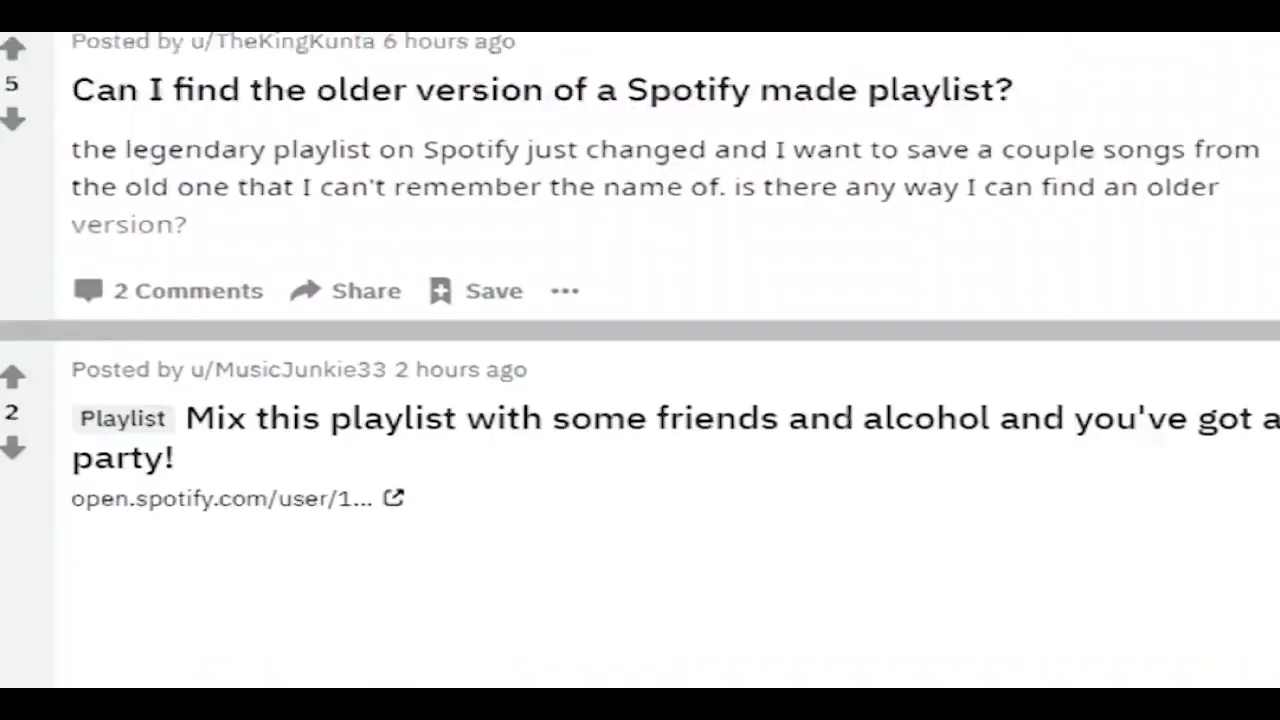 Posted by u/TheKingKunta 6 hours ago
5
Can I find the older version of a Spotify made playlist?
the legendary playlist on Spotify just changed and I want to save a couple songs from
the old one that I can't remember the name of. is there any way I can find an older
version?
2 Comments Share Save ...
Posted by u/MusicJunkie33 2 hours ago
2
Playlist Mix this playlist with some friends and alcohol and you've got a
party!
open.spotify.com/user/1...